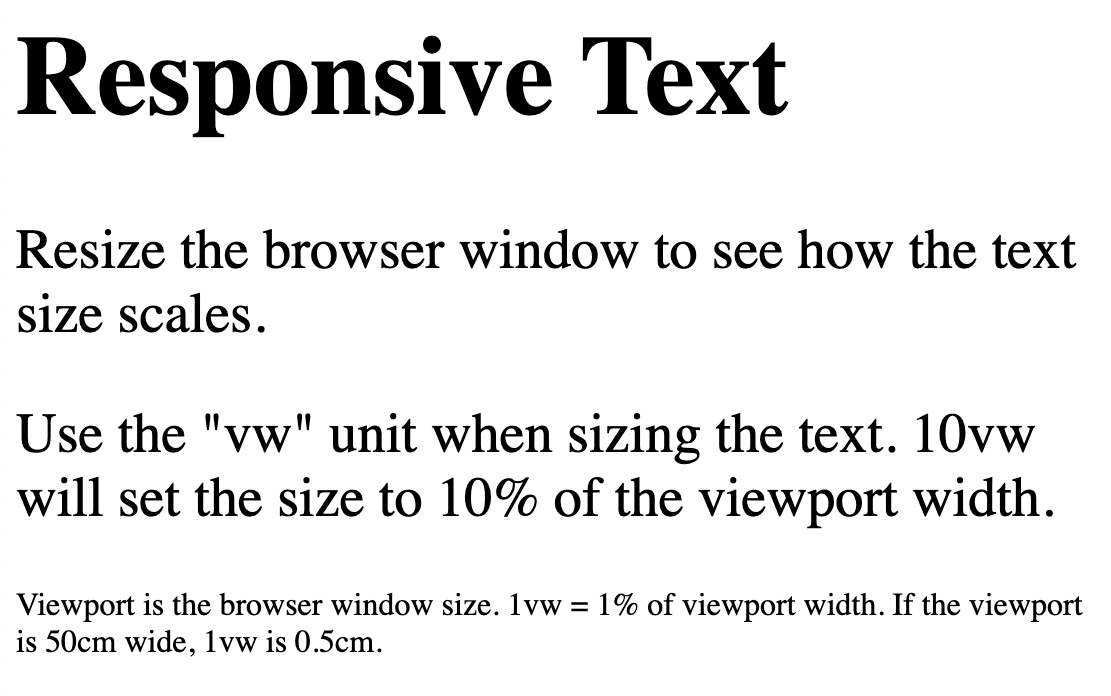 Responsive Text
Resize the browser window to see how the text
size scales.
Use the "vw" unit when sizing the text. 10vw
will set the size to 10% of the viewport width.
Viewport is the browser window size. 1vw = 1% of viewport width. If the viewport
is 50cm wide, 1vw is 0.5cm.